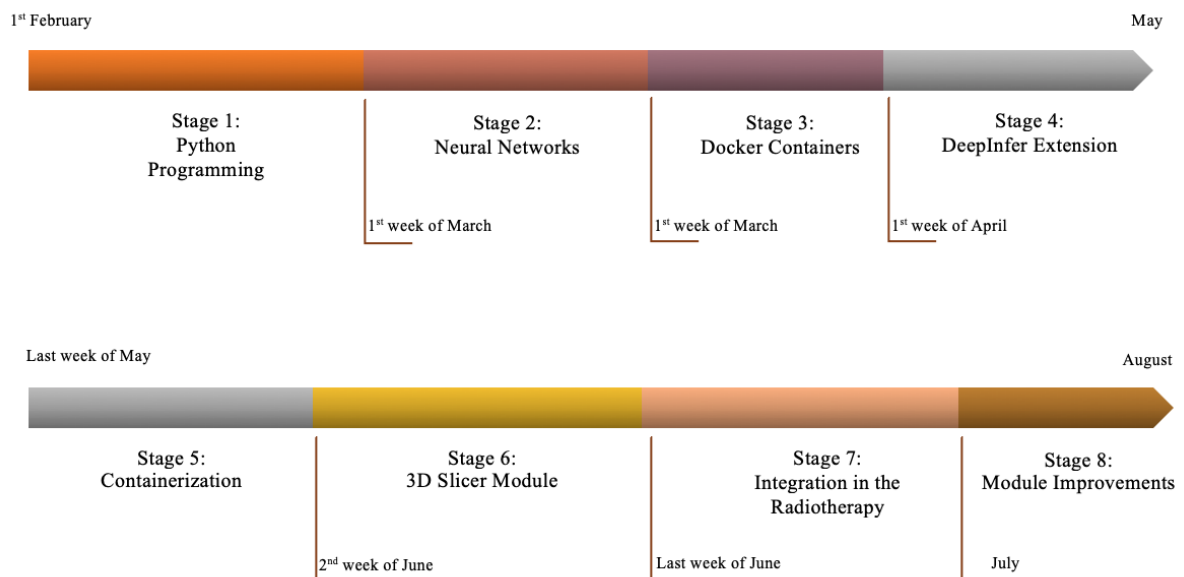 1st February
May
Stage 1:
Python
Programming
Stage 2:
Neural Networks
Stage 3:
Docker Containers
Stage 4:
DeepInfer Extension
1st week of March
1st week of March
1st week of April
Last week of May
August
Stage 5:
Containerization
Stage 6:
3D Slicer Module
Stage 7:
Integration in the
Radiotherapy
Stage 8:
Module Improvements
2nd week of June
Last week of June
July